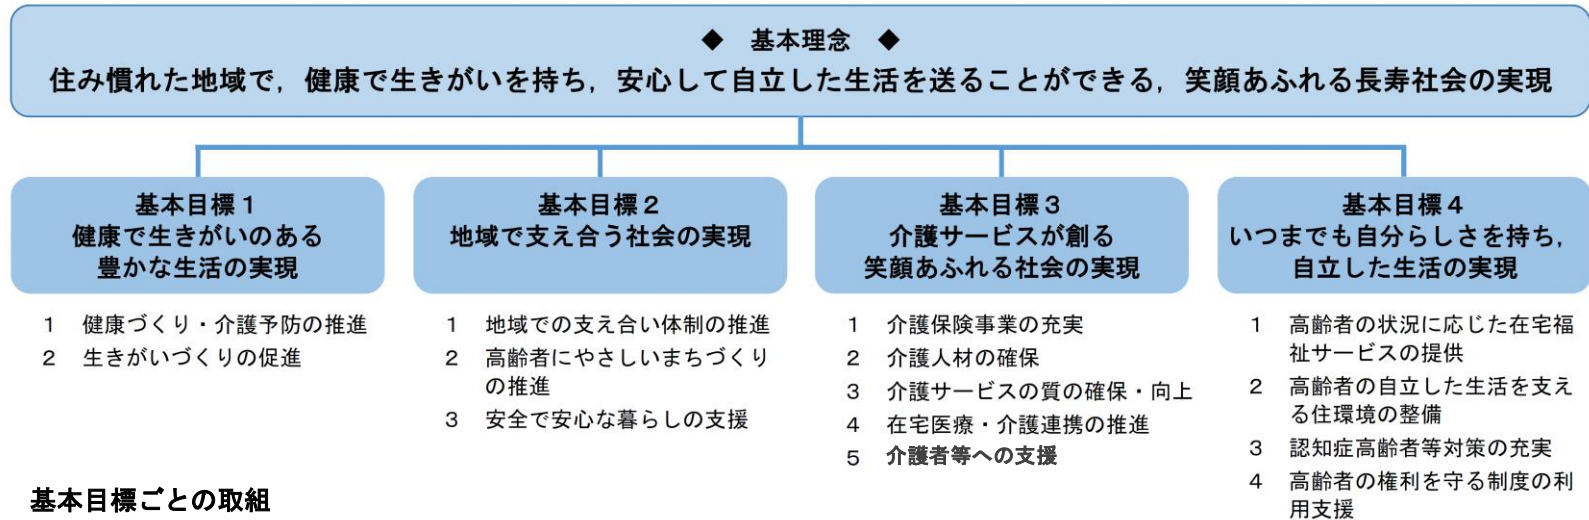 ◆ 基本理念 ◆
住み慣れた地域で，健康で生きがいを持ち，安心して自立した生活を送ることができる，笑顔あふれる長寿社会の実現
基本目標１
健康で生きがいのある
豊かな生活の実現
1 健康づくり・介護予防の推進
2 生きがいづくりの促進
基本目標２
地域で支え合う社会の実現
1 地域での支え合い体制の推進
2 高齢者にやさしいまちづくり
の推進
3 安全で安心な暮らしの支援
基本目標３
介護サービスが創る
笑顔あふれる社会の実現
1 介護保険事業の充実
2 介護人材の確保
3 介護サービスの質の確保・向上
4 在宅医療・介護連携の推進
5 介護者等への支援
基本目標４
いつまでも自分らしさを持ち，
自立した生活の実現
1 高齢者の状況に応じた在宅福
祉サービスの提供
2 高齢者の自立した生活を支え
る住環境の整備
3 認知症高齢者等対策の充実
4 高齢者の権利を守る制度の利
用支援
基本目標ごとの取組